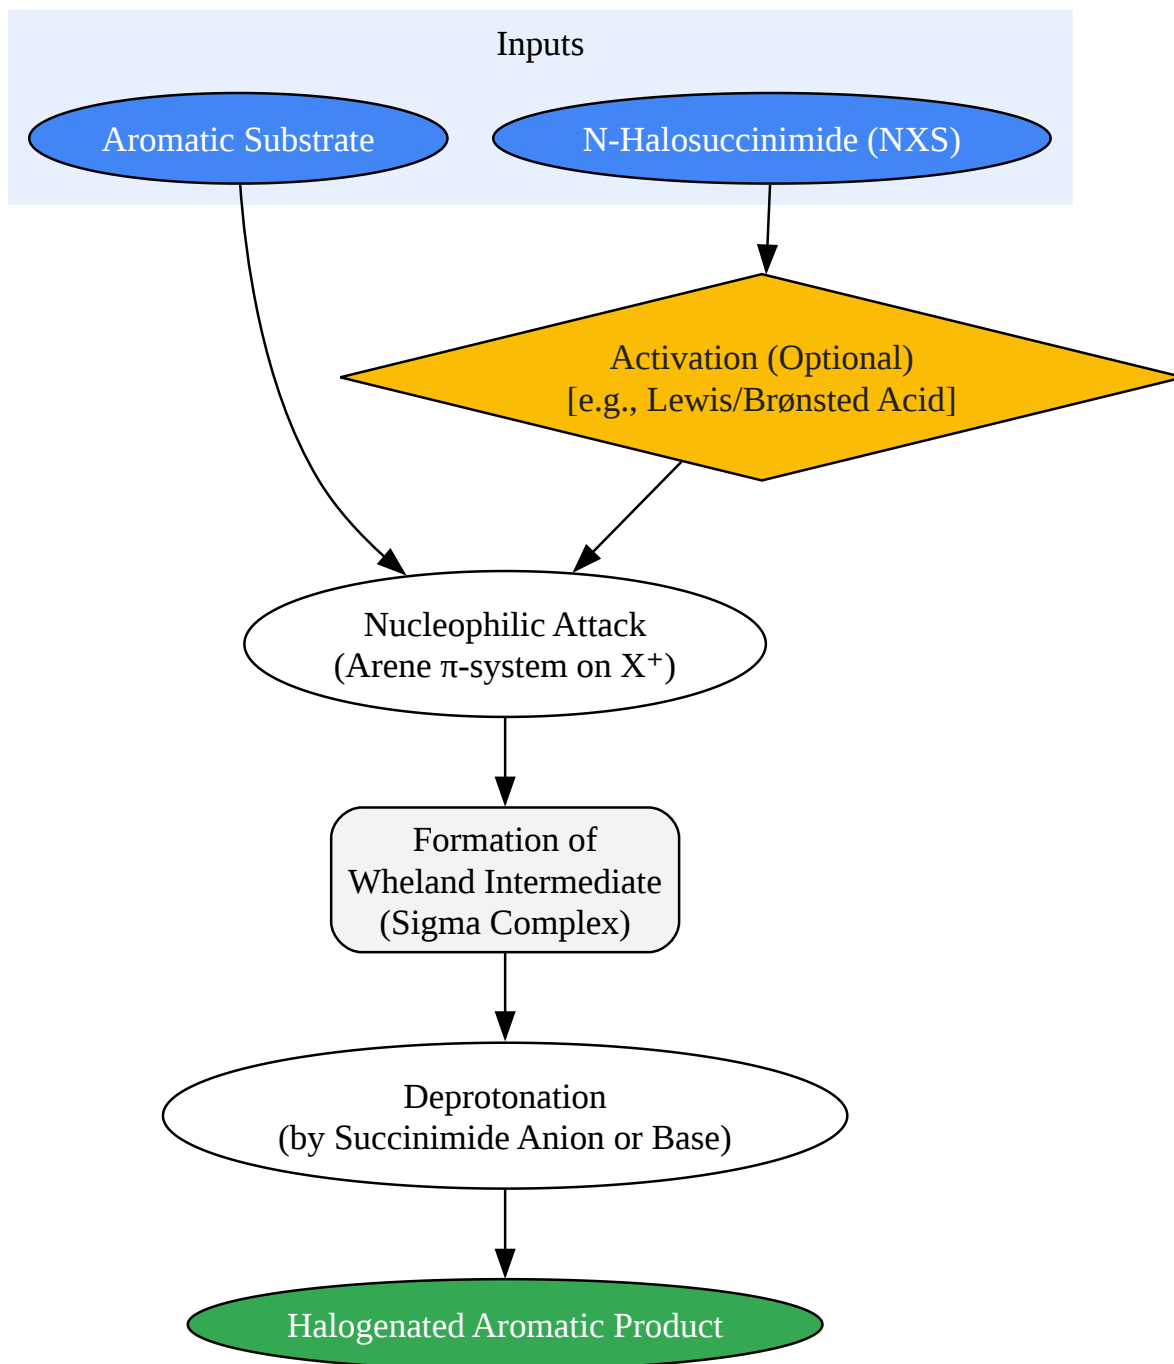 Inputs
Aromatic Substrate
N-Halosuccinimide (NXS)
Activation (Optional)
[e.g., Lewis/Brønsted Acid]
Nucleophilic Attack
(Arene π-system on X⁺)
Formation of
Wheland Intermediate
(Sigma Complex)
Deprotonation
(by Succinimide Anion or Base)
Halogenated Aromatic Product